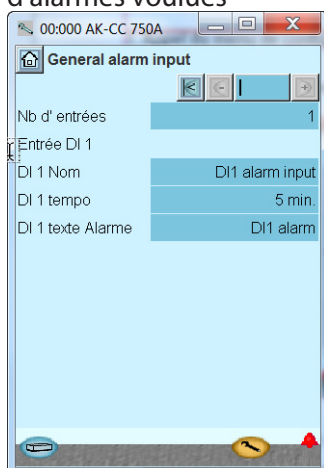 d'alarmes voulues
00:000 AK-CC 750A
General alarm input
Nb d' entrées 1
Entrée DI 1
DI 1 Nom DI1 alarm input
DI 1 tempo 5 min.
DI 1 texte Alarme DI1 alarm